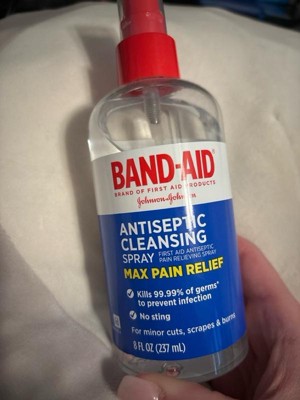 BAND-AID®
BRAND OF FIRST AID PRODUCTS
Johnson & Johnson
ANTISEPTIC
CLEANSING
SPRAY FIRST AID ANTISEPTIC
PAIN RELIEVING SPRAY
MAX PAIN RELIEF
Kills 99.99% of germs*
to prevent infection
No sting
For minor cuts, scrapes & burns
8 FL OZ (237 mL)